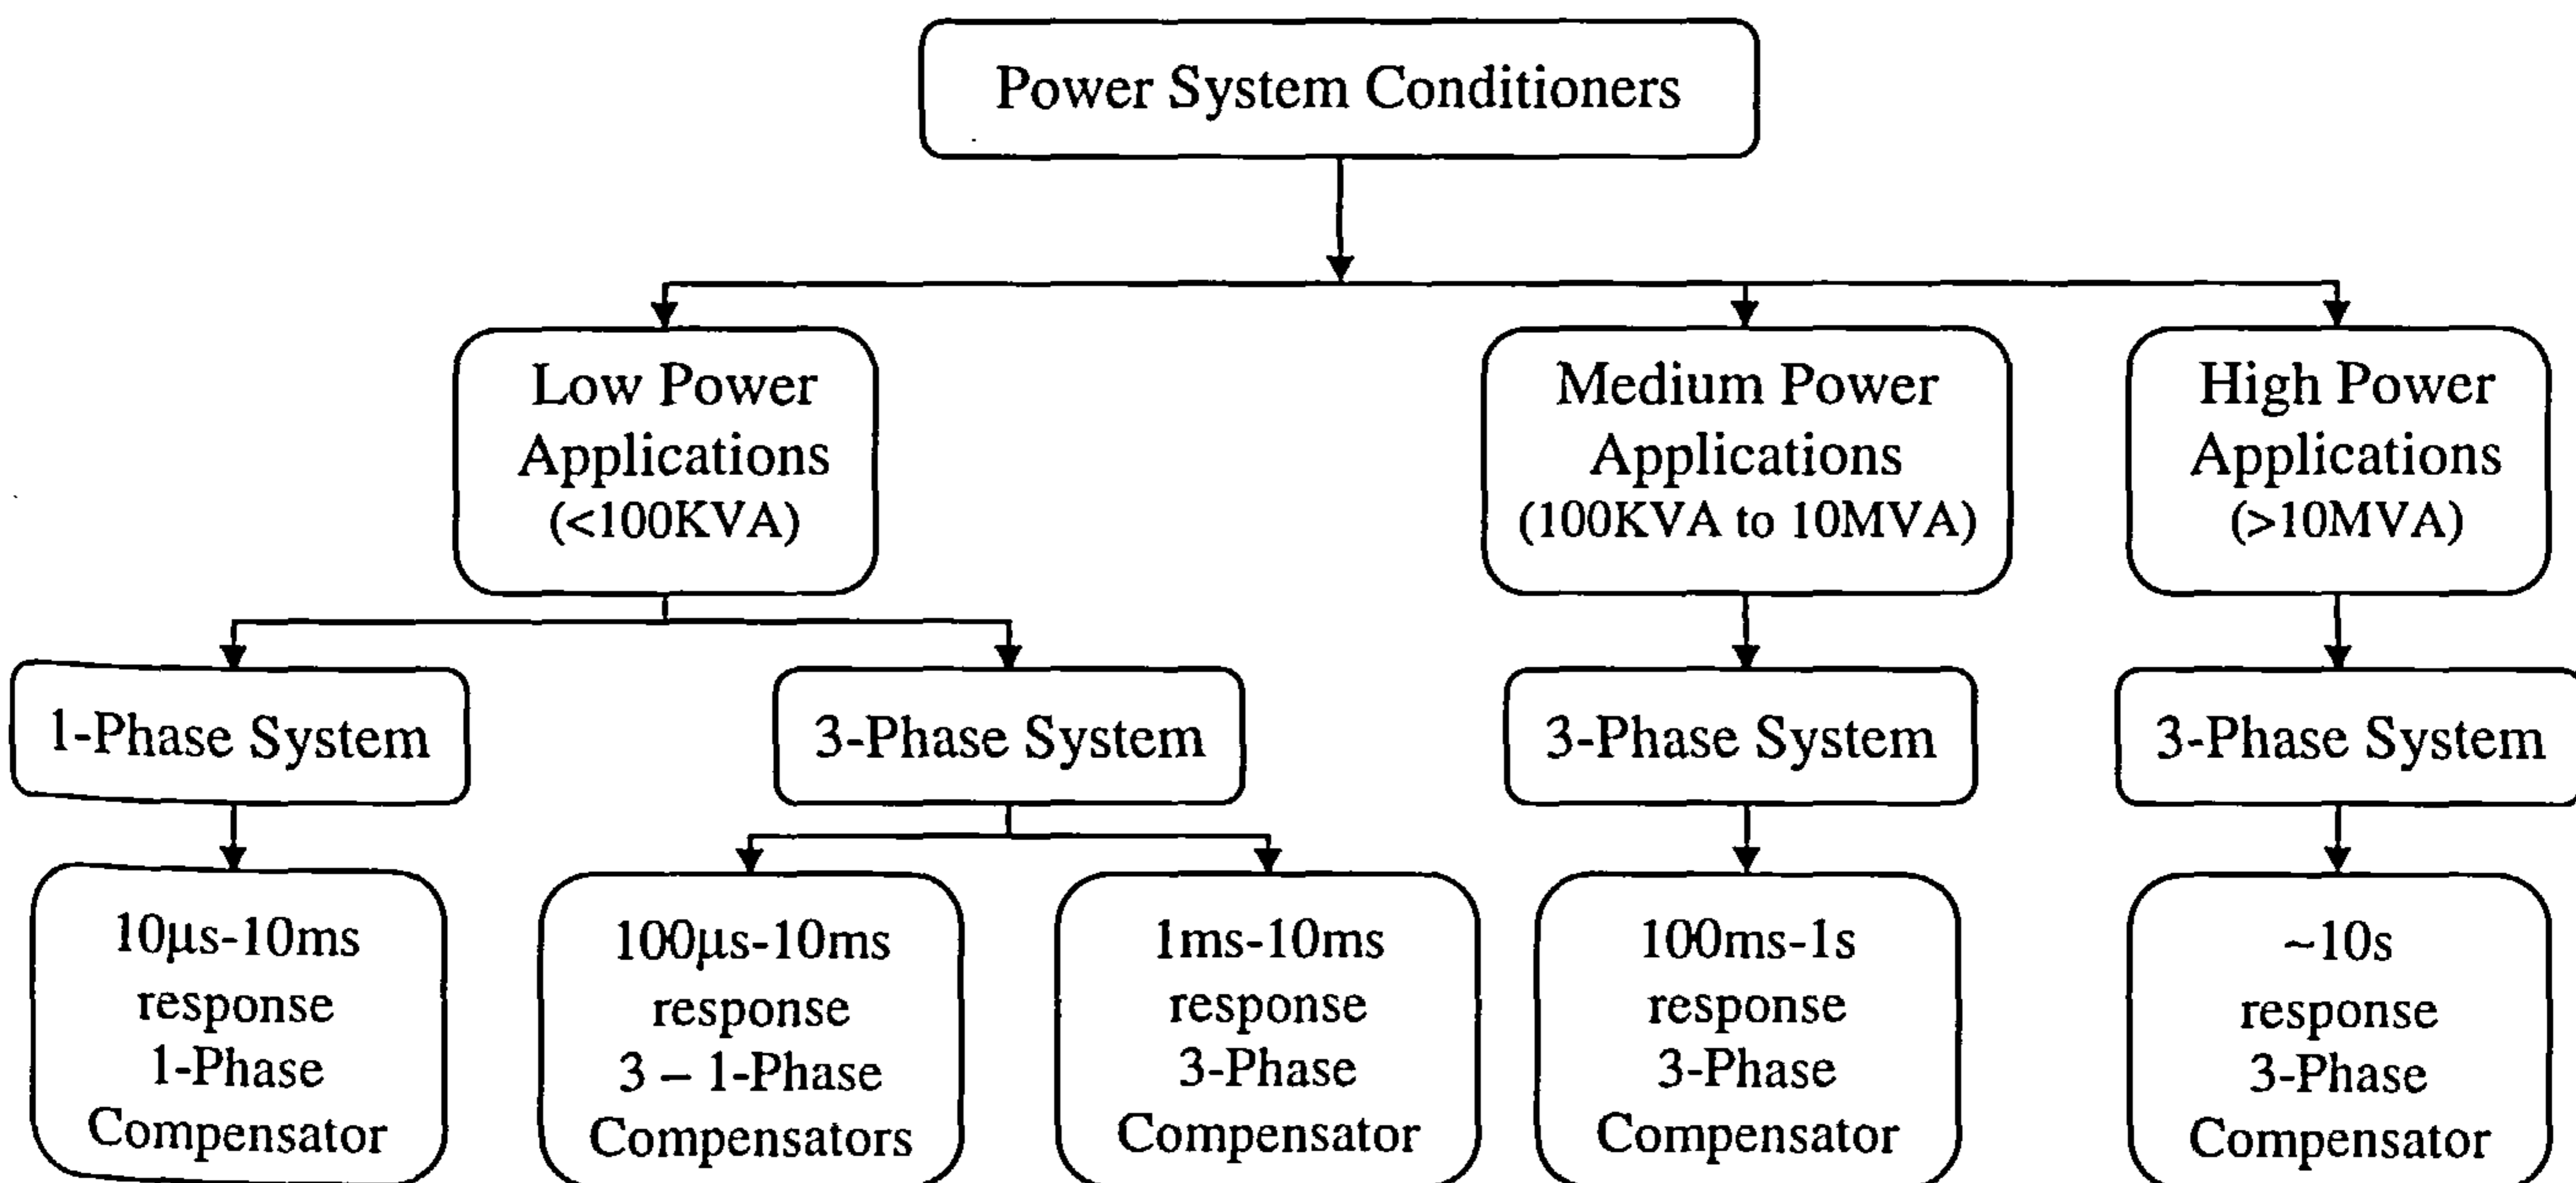 Power System Conditioners
Low Power
Applications
(<100KVA)
Medium Power
Applications
(100KVA to 10MVA)
High Power
Applications
(>10MVA)
1-Phase System
3-Phase System
3-Phase System
3-Phase System
10μs-10ms
response
1-Phase
Compensator
100μs-10ms
response
3 – 1-Phase
Compensators
1ms-10ms
response
3-Phase
Compensator
100ms-1s
response
3-Phase
Compensator
~10s
response
3-Phase
Compensator